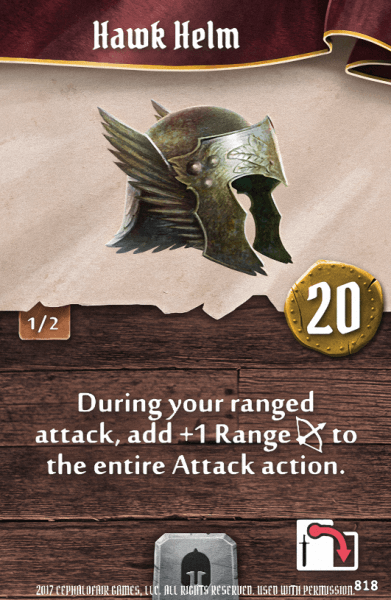 Hawk Helm
20
1/2
During your ranged
attack, add +1 Range to
the entire Attack action.
2017 CEPHALOFAIR GAMES, LLC. ALL RIGHTS RESERVED. USED WITH PERMISSION.
818